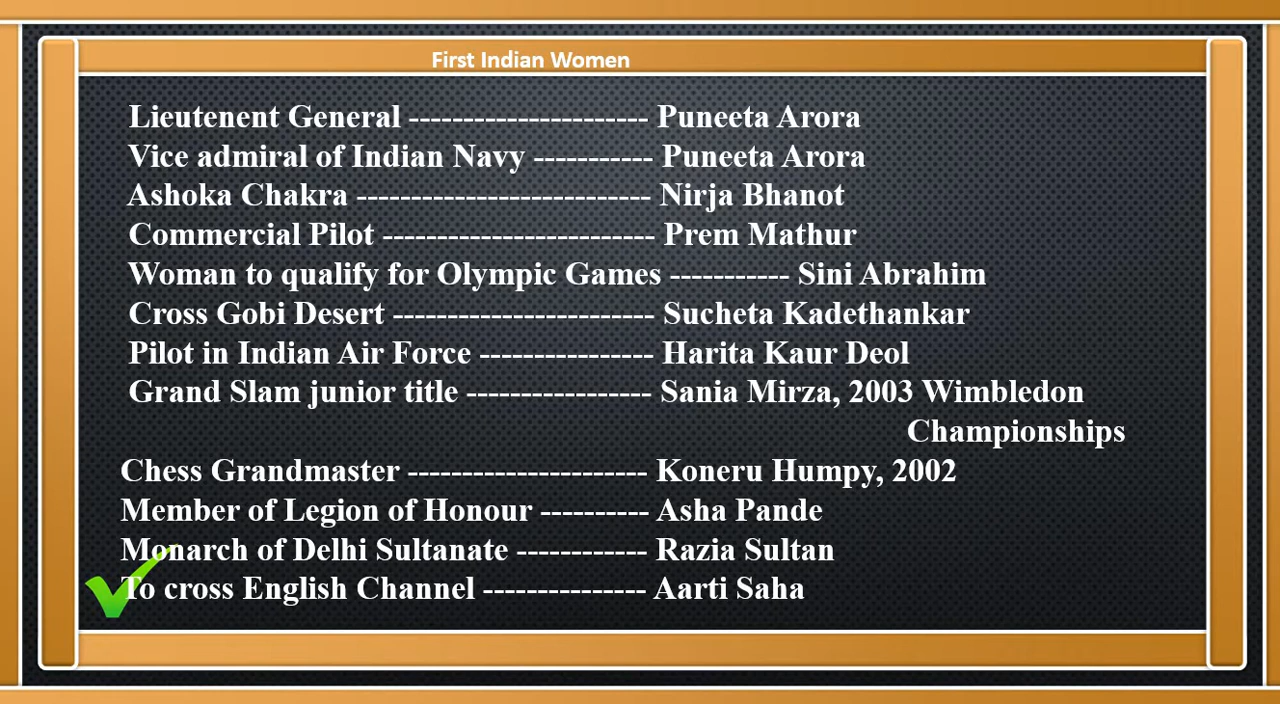 First Indian Women
Lieutenent General ---------------------- Puneeta Arora
Vice admiral of Indian Navy ----------- Puneeta Arora
Ashoka Chakra --------------------------- Nirja Bhanot
Commercial Pilot ------------------------- Prem Mathur
Woman to qualify for Olympic Games ----------- Sini Abrahim
Cross Gobi Desert ------------------------ Sucheta Kadethankar
Pilot in Indian Air Force ---------------- Harita Kaur Deol
Grand Slam junior title ----------------- Sania Mirza, 2003 Wimbledon
Championships
Chess Grandmaster ---------------------- Koneru Humpy, 2002
Member of Legion of Honour ---------- Asha Pande
Monarch of Delhi Sultanate ------------ Razia Sultan
To cross English Channel --------------- Aarti Saha